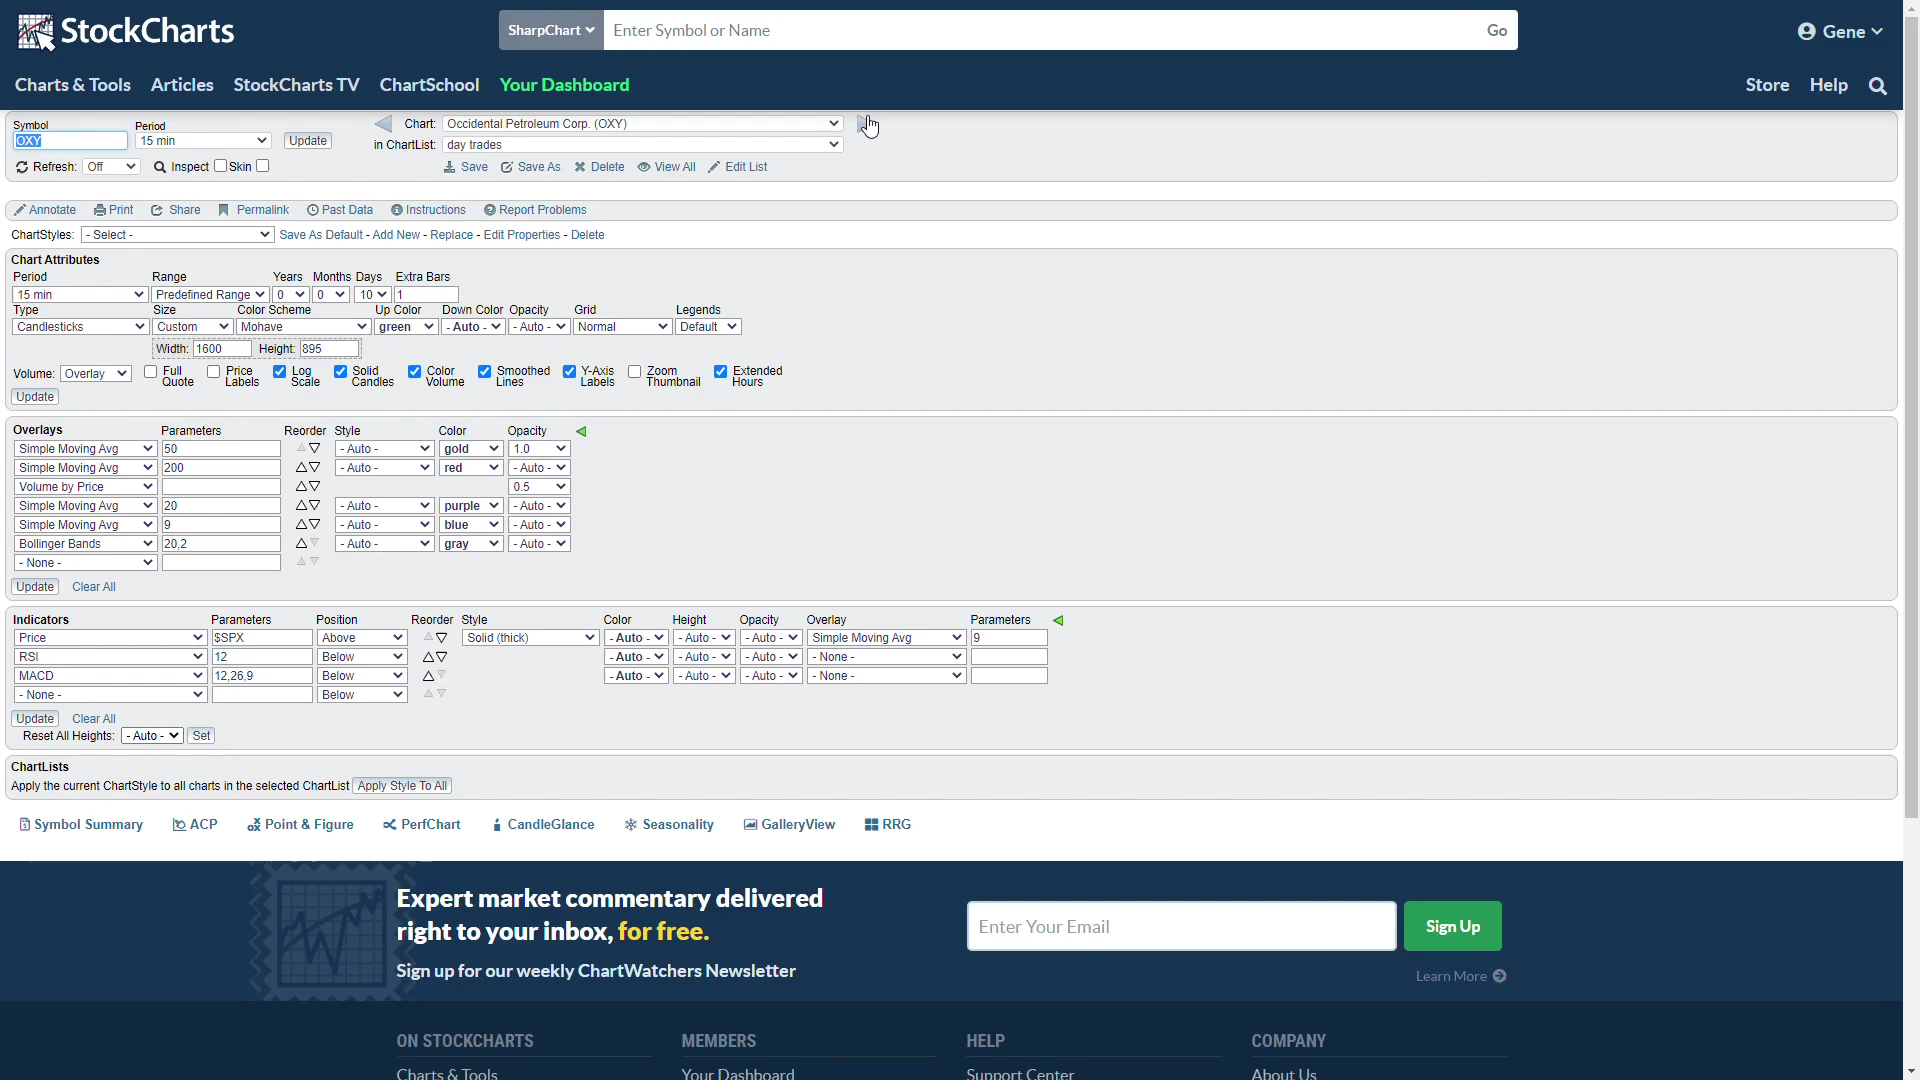 StockCharts
SharpChart
Enter Symbol or Name
Go
Gene
Charts & Tools
Articles
StockCharts TV
ChartSchool
Your Dashboard
Store
Help
Symbol
Period
Chart:
Occidental Petroleum Corp. (OXY)
OXY
15 min
Update
in ChartList:
day trades
Refresh:
Off
Inspect
Skin
Save
Save As
Delete
View All
Edit List
Annotate
Print
Share
Permalink
Past Data
Instructions
Report Problems
ChartStyles:
- Select -
Save As Default - Add New - Replace - Edit Properties - Delete
Chart Attributes
Period
Range
Years
Months
Days
Extra Bars
15 min
Predefined Range
0
0
10
1
Type
Size
Color Scheme
Up Color
Down Color
Opacity
Grid
Legends
Candlesticks
Custom
Mohave
green
- Auto -
- Auto -
Normal
Default
Width: 1600
Height: 895
Volume:
Overlay
Full Quote
Price Labels
Log Scale
Solid Candles
Color Volume
Smoothed Lines
Y-Axis Labels
Zoom Thumbnail
Extended Hours
Update
Overlays
Parameters
Reorder
Style
Color
Opacity
Simple Moving Avg 50 - Auto - gold 1.0
Simple Moving Avg 200 - Auto - red - Auto -
Volume by Price 0.5
Simple Moving Avg 20 - Auto - purple - Auto -
Simple Moving Avg 9 - Auto - blue - Auto -
Bollinger Bands 20,2 - Auto - gray - Auto -
- None -
Update
Clear All
Indicators
Parameters
Position
Reorder
Style
Color
Height
Opacity
Overlay
Parameters
Price $SPX Above Solid (thick) - Auto - - Auto - - Auto - Simple Moving Avg 9
RSI 12 Below - Auto - - Auto - - Auto - - None -
MACD 12,26,9 Below - Auto - - Auto - - Auto - - None -
- None - Below
Update
Clear All
Reset All Heights: - Auto - Set
ChartLists
Apply the current ChartStyle to all charts in the selected ChartList Apply Style To All
Symbol Summary
ACP
Point & Figure
PerfChart
CandleGlance
Seasonality
GalleryView
RRG
Expert market commentary delivered
right to your inbox, for free.
Sign up for our weekly ChartWatchers Newsletter
Enter Your Email
Sign Up
Learn More
ON STOCKCHARTS
MEMBERS
HELP
COMPANY
Charts & Tools
Your Dashboard
Support Center
About Us